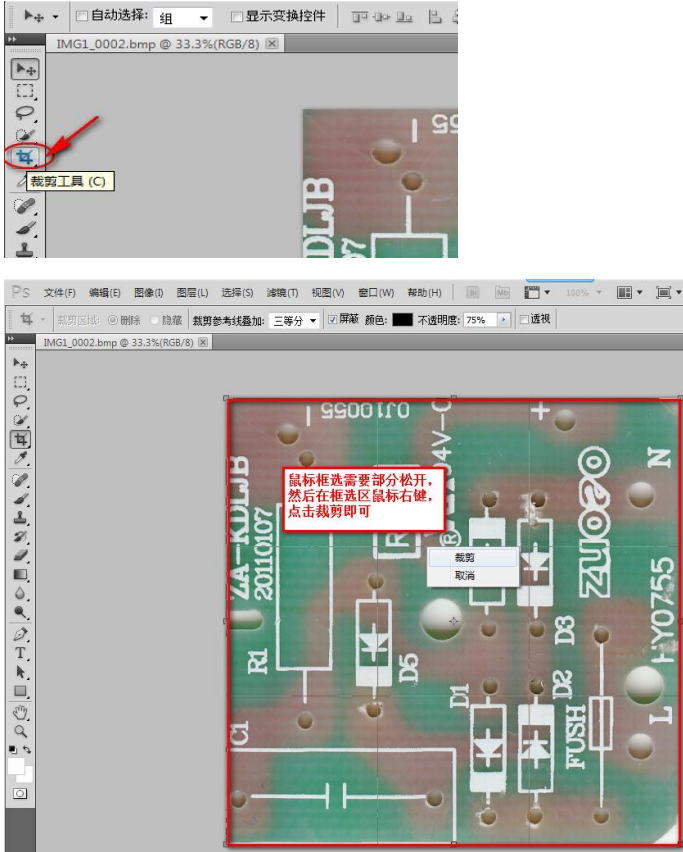 自动选择: 组 显示变换控件
IMG1_0002.bmp @ 33.3%(RGB/8)
裁剪工具 (C)
PS 文件(F) 编辑(E) 图像(I) 图层(L) 选择(S) 滤镜(T) 视图(V) 窗口(W) 帮助(H) Br Mb 100%
裁剪区域: 删除 隐藏 裁剪参考线叠加: 三等分 屏蔽 颜色: 不透明度: 75% 透视
IMG1_0002.bmp @ 33.3%(RGB/8)
鼠标框选需要部分松开，
然后在框选区鼠标右键，
点击裁剪即可
裁剪
取消
ZA-KDLJB
20110107
R1
D5
C1
D1
D2
D3
FUSH
N
L
HY0755